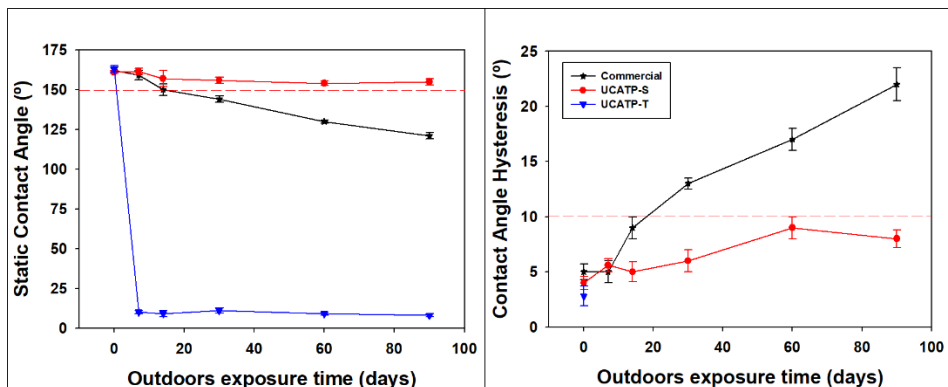 Static Contact Angle (º)
175
150
125
100
75
50
25
0
0 20 40 60 80 100
Outdoors exposure time (days)
Contact Angle Hysteresis (º)
25
20
15
10
5
0
Commercial
UCATP-S
UCATP-T
0 20 40 60 80 100
Outdoors exposure time (days)